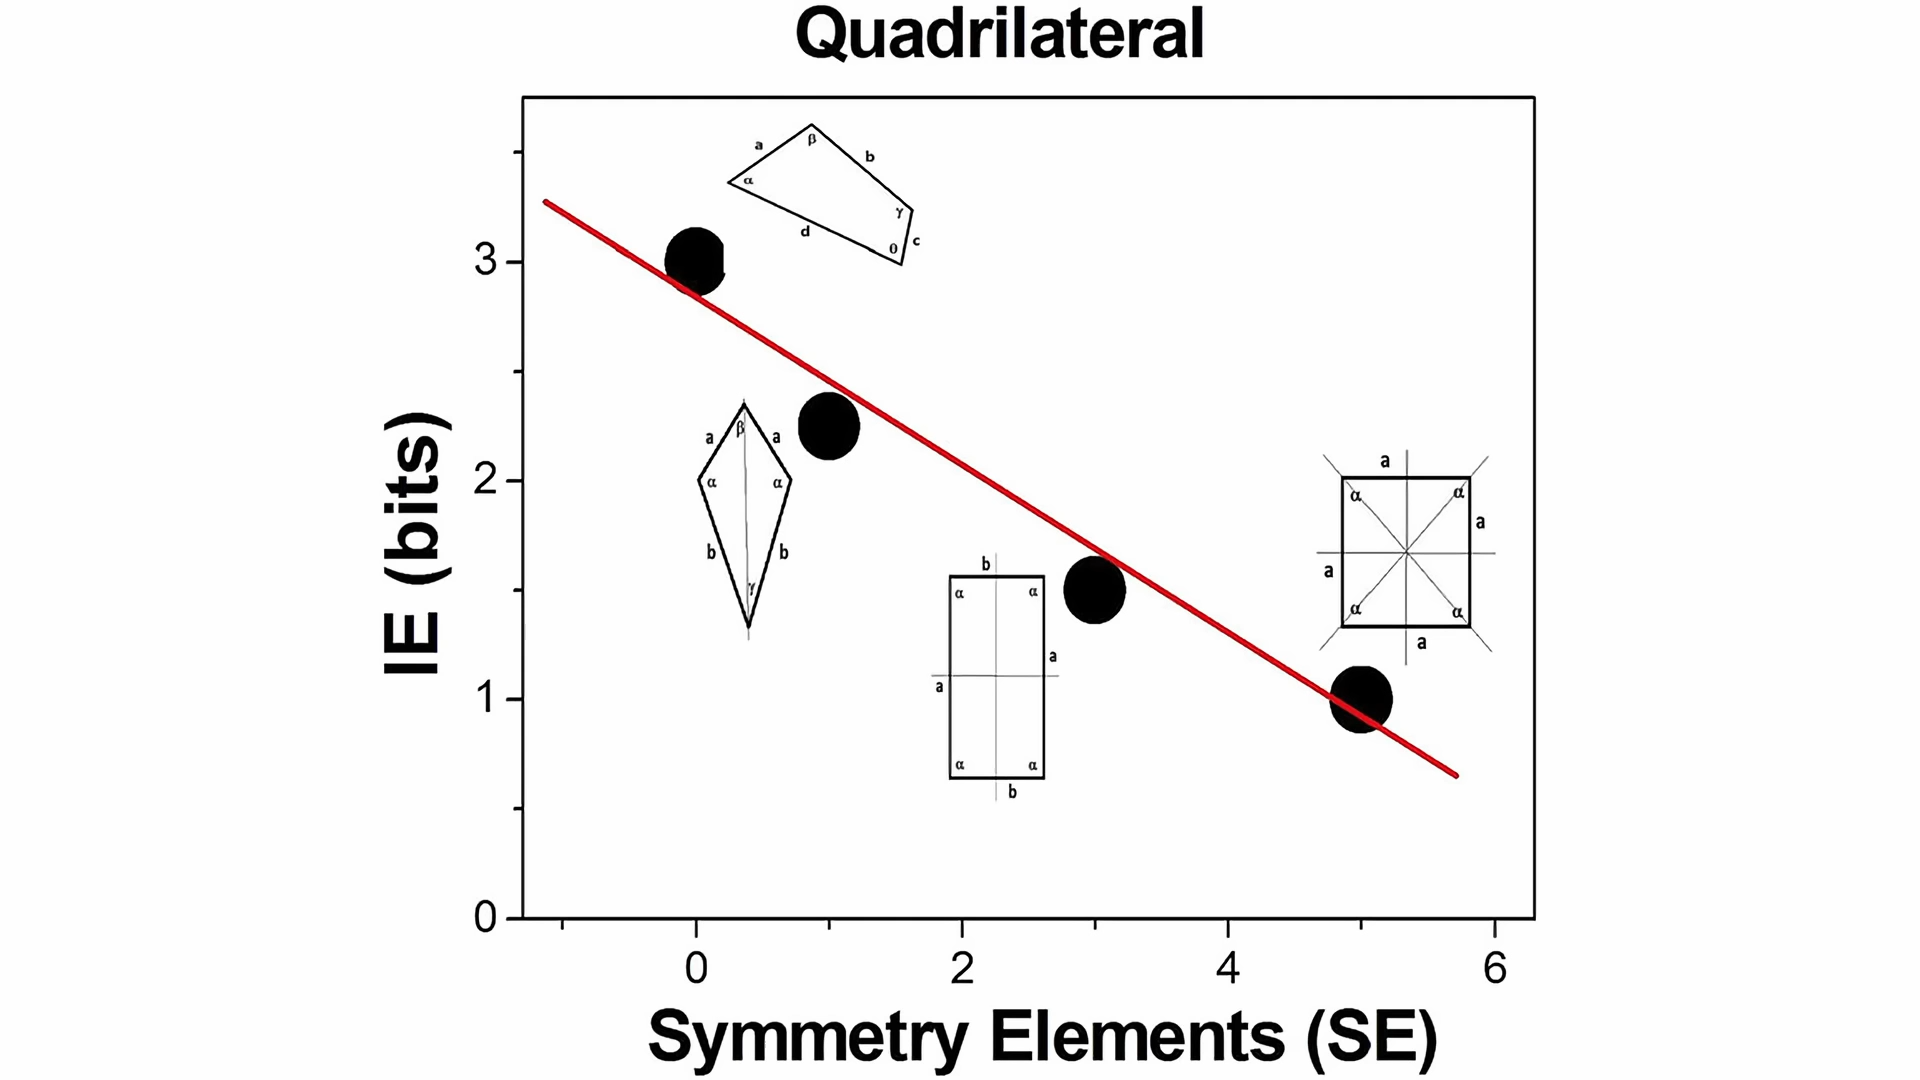 Quadrilateral
IE (bits)
3
2
1
0
a
β
b
α
γ
d
θ
c
β
a
a
α
α
b
b
γ
b
α
α
a
a
α
α
b
a
α
α
a
a
α
α
a
0
2
4
6
Symmetry Elements (SE)